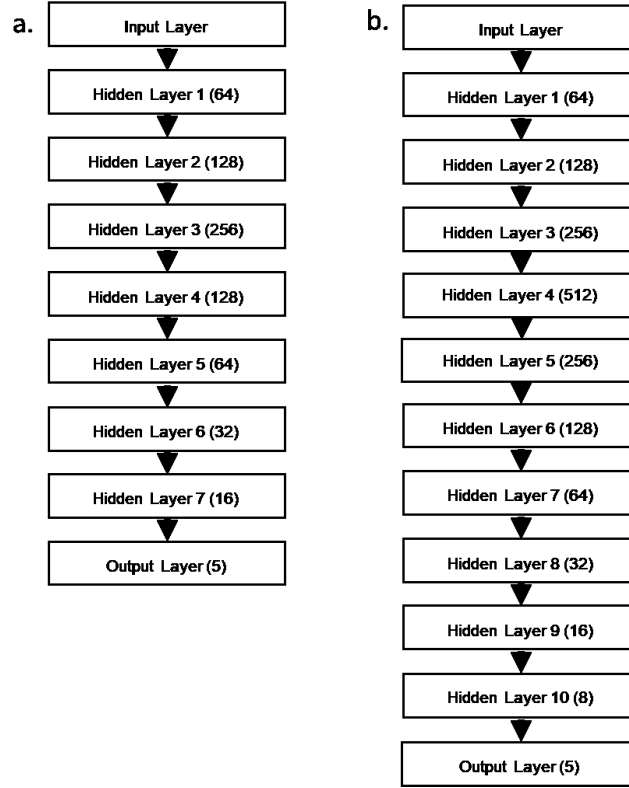 a.
Input Layer
Hidden Layer 1 (64)
Hidden Layer 2 (128)
Hidden Layer 3 (256)
Hidden Layer 4 (128)
Hidden Layer 5 (64)
Hidden Layer 6 (32)
Hidden Layer 7 (16)
Output Layer (5)
b.
Input Layer
Hidden Layer 1 (64)
Hidden Layer 2 (128)
Hidden Layer 3 (256)
Hidden Layer 4 (512)
Hidden Layer 5 (256)
Hidden Layer 6 (128)
Hidden Layer 7 (64)
Hidden Layer 8 (32)
Hidden Layer 9 (16)
Hidden Layer 10 (8)
Output Layer (5)